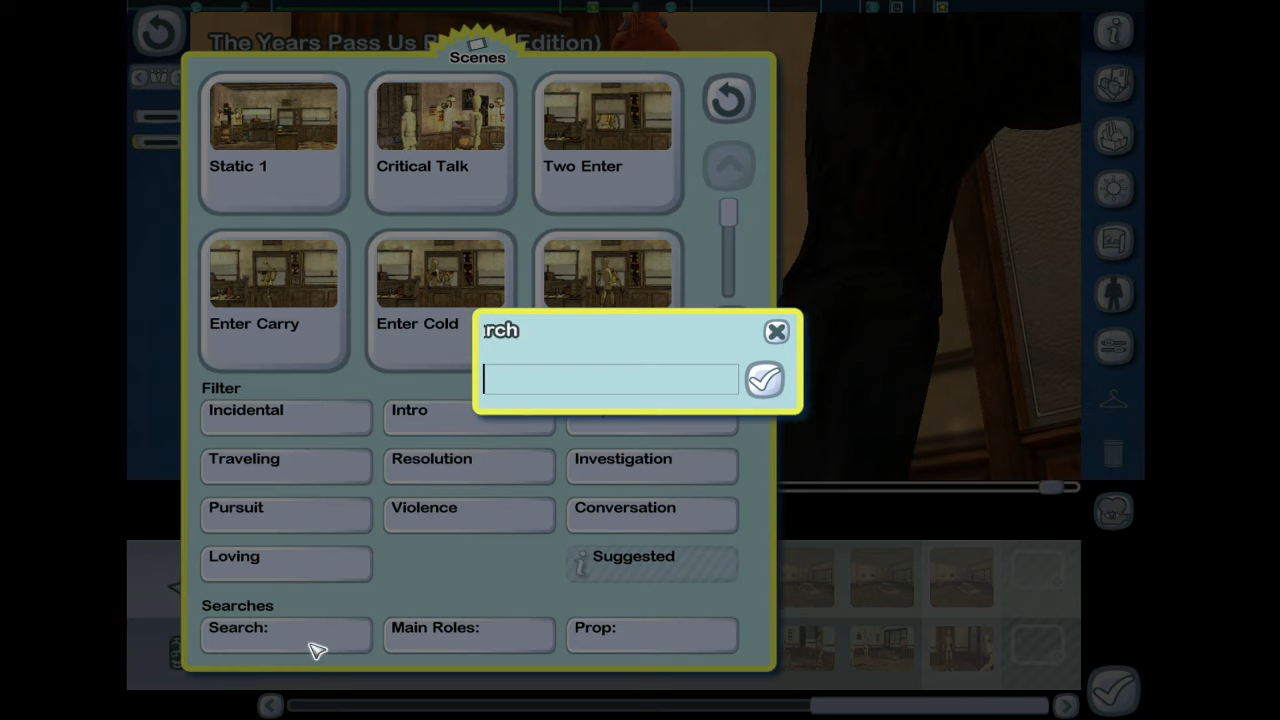 The Years Pass Us B Edition)
Scenes
Static 1
Critical Talk
Two Enter
Enter Carry
Enter Cold
rch
Filter
Incidental
Intro
Traveling
Resolution
Investigation
Pursuit
Violence
Conversation
Loving
Suggested
Searches
Search:
Main Roles:
Prop: